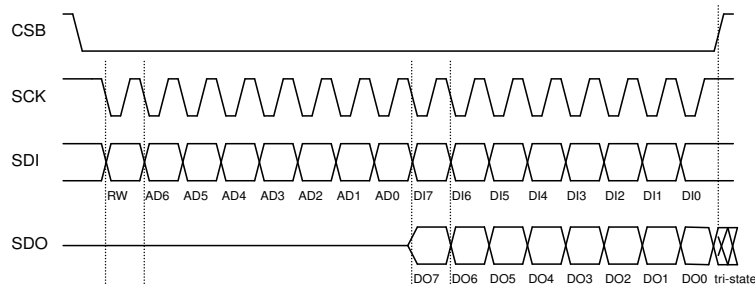 CSB
SCK
SDI
RW AD6 AD5 AD4 AD3 AD2 AD1 AD0 DI7 DI6 DI5 DI4 DI3 DI2 DI1 DI0
SDO
DO7 DO6 DO5 DO4 DO3 DO2 DO1 DO0 tri-state